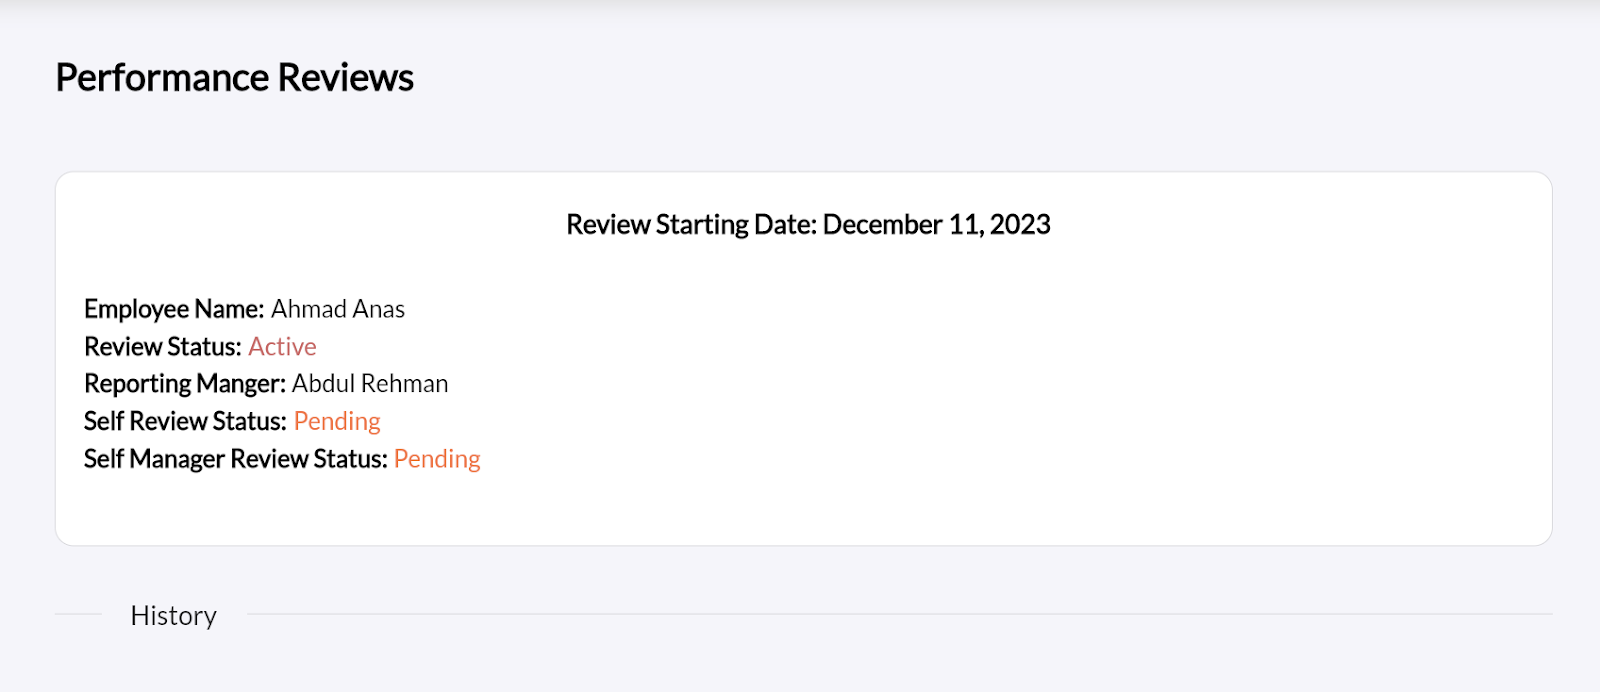 Performance Reviews
Review Starting Date: December 11, 2023
Employee Name: Ahmad Anas
Review Status: Active
Reporting Manger: Abdul Rehman
Self Review Status: Pending
Self Manager Review Status: Pending
History